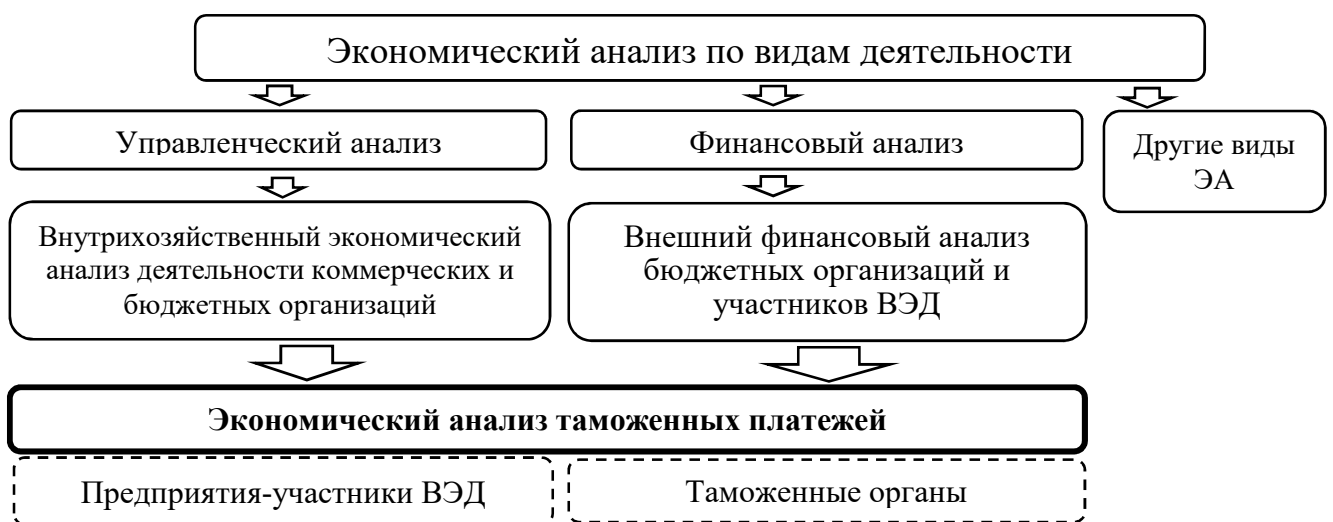 Экономический анализ по видам деятельности
Управленческий анализ
Финансовый анализ
Другие виды
ЭА
Внутрихозяйственный экономический
анализ деятельности коммерческих и
бюджетных организаций
Внешний финансовый анализ
бюджетных организаций и
участников ВЭД
Экономический анализ таможенных платежей
Предприятия-участники ВЭД
Таможенные органы